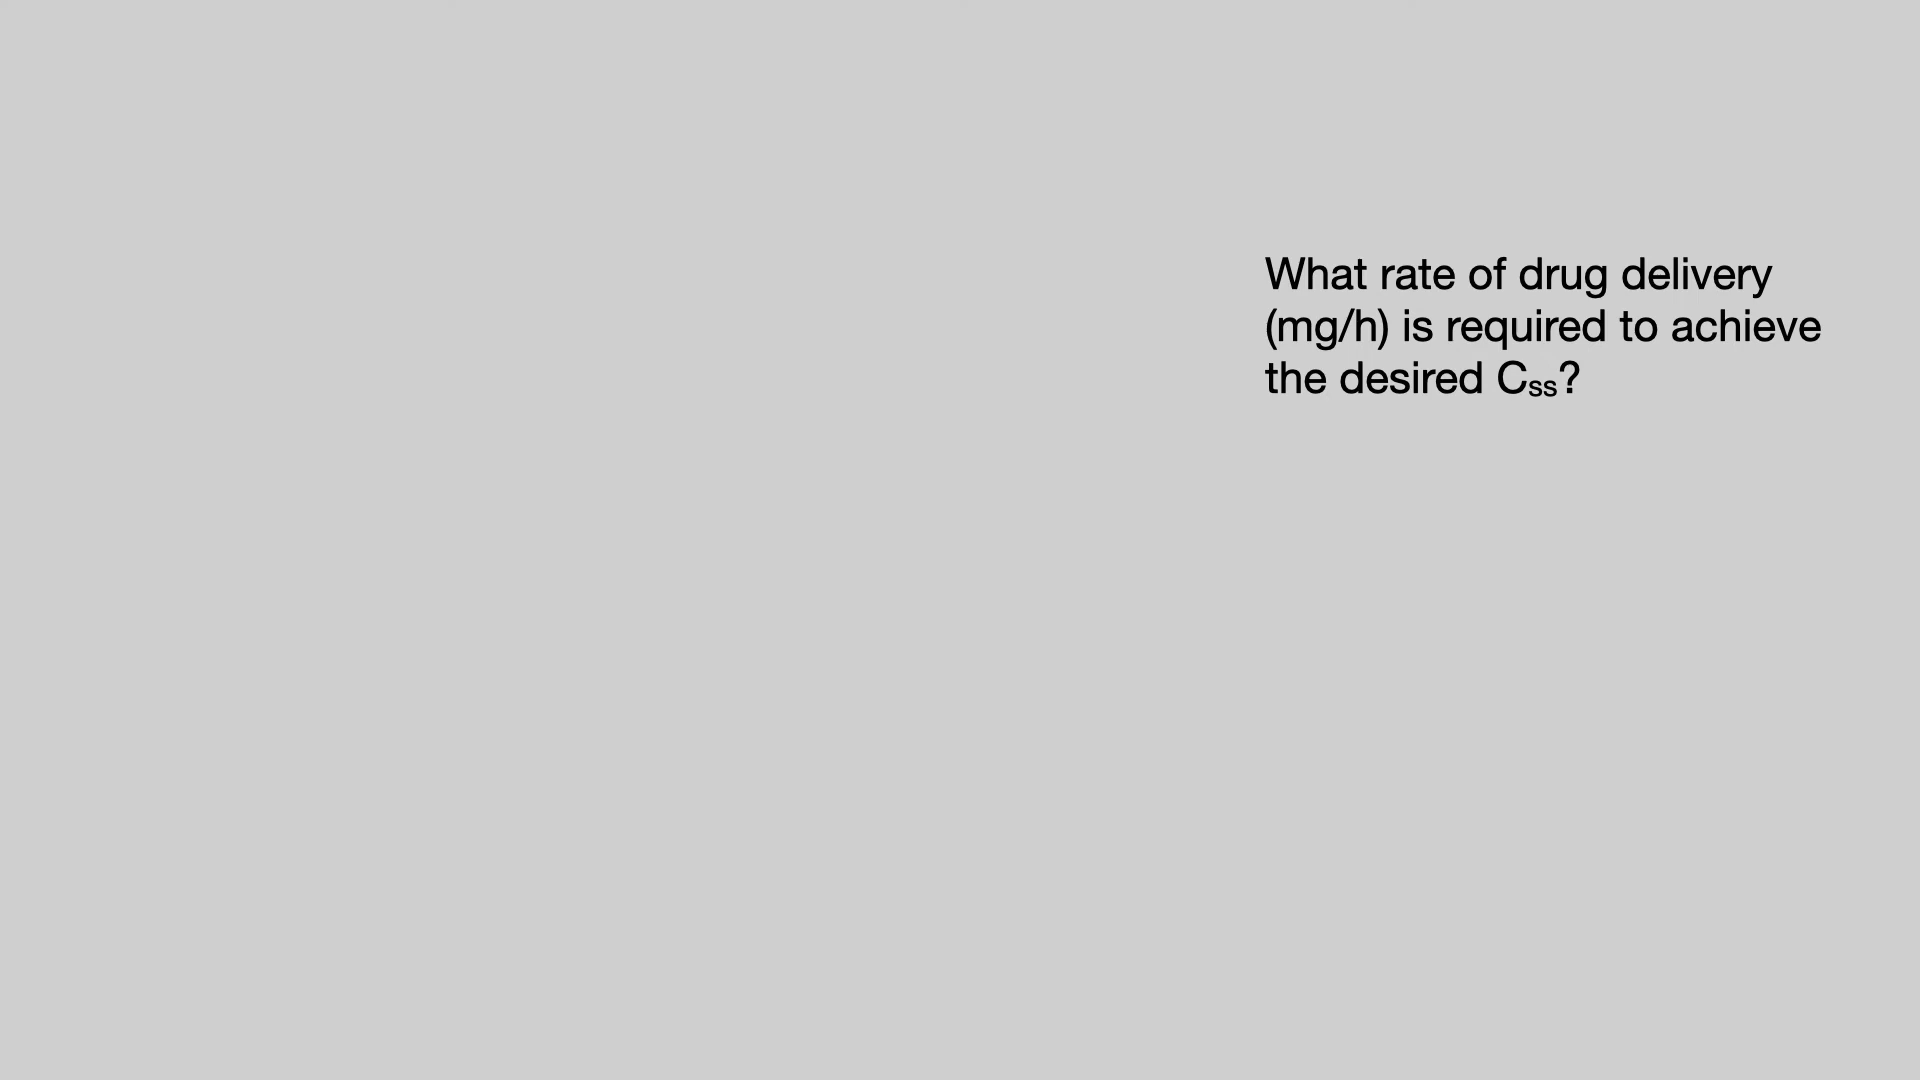 What rate of drug delivery
(mg/h) is required to achieve
the desired Css?